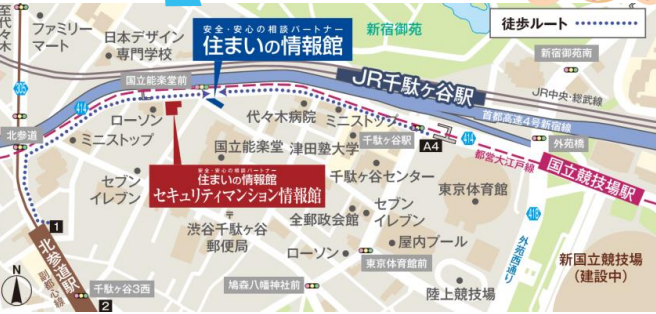 至代々木
ファミリー
マート
日本デザイン
専門学校
安全・安心の相談パートナー
住まいの情報館
新宿御苑
徒歩ルート
新宿御苑南
国立能楽堂前
JR千駄ヶ谷駅
JR中央・総武線
首都高速4号新宿線
305
414
北参道
ローソン
ミニストップ
代々木病院
ミニストップ
千駄ヶ谷駅
A4
414
外苑橋
国立能楽堂
津田塾大学
都営大江戸線
国立競技場駅
セブン
イレブン
安全・安心の相談パートナー
住まいの情報館
セキュリティマンション情報館
千駄ヶ谷センター
東京体育館
418
外苑西通り
渋谷千駄ヶ谷
郵便局
全郵政会館
セブン
イレブン
屋内プール
ローソン
東京体育館前
新国立競技場
(建設中)
1
北参道駅
副都心線
2
N
千駄ヶ谷3西
鳩森八幡神社前
陸上競技場